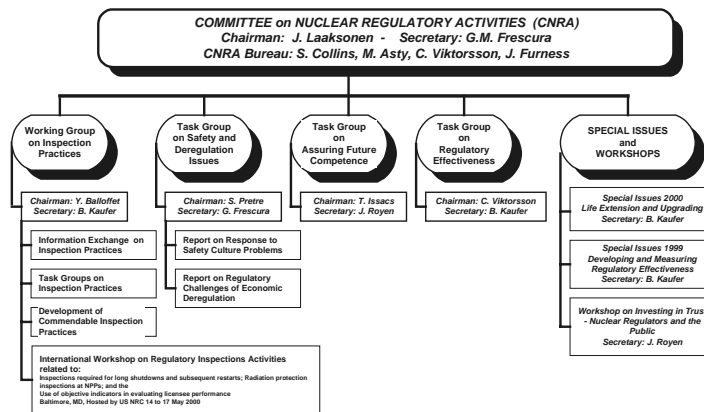 COMMITTEE on NUCLEAR REGULATORY ACTIVITIES (CNRA)
Chairman: J. Laaksonen - Secretary: G.M. Frescura
CNRA Bureau: S. Collins, M. Asty, C. Viktorsson, J. Furness
Working Group
on Inspection
Practices
Chairman: Y. Balloffet
Secretary: B. Kaufer
Information Exchange on
Inspection Practices
Task Groups on
Inspection Practices
Development of
Commendable Inspection
Practices
International Workshop on Regulatory Inspections Activities
related to:
Inspections required for long shutdowns and subsequent restarts; Radiation protection
inspections at NPPs; and the
Use of objective indicators in evaluating licensee performance
Baltimore, MD, Hosted by US NRC 14 to 17 May 2000
Task Group
on Safety and
Deregulation
Issues
Chairman: S. Pretre
Secretary: G. Frescura
Report on Response to
Safety Culture Problems
Report on Regulatory
Challenges of Economic
Deregulation
Task Group
on
Assuring Future
Competence
Chairman: T. Issacs
Secretary: J. Royen
Task Group
on
Regulatory
Effectiveness
Chairman: C. Viktorsson
Secretary: B. Kaufer
SPECIAL ISSUES
and
WORKSHOPS
Special Issues 2000
Life Extension and Upgrading
Secretary: B. Kaufer
Special Issues 1999
Developing and Measuring
Regulatory Effectiveness
Secretary: B. Kaufer
Workshop on Investing in Trust
- Nuclear Regulators and the
Public
Secretary: J. Royen